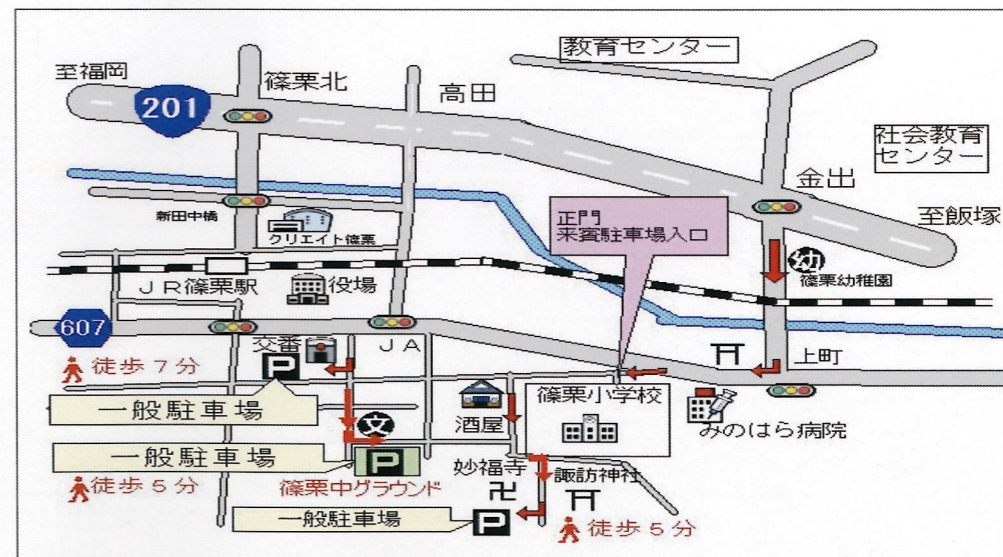 教育センター
至福岡
201
篠栗北
高田
社会教育
センター
金出
至飯塚
新田中橋
クリエイト篠栗
正門
来賓駐車場入口
幼
篠栗幼稚園
JR篠栗駅
役場
607
交番
JA
上町
徒歩7分
P
一般駐車場
文
酒屋
篠栗小学校
みのはら病院
一般駐車場
P
妙福寺
諏訪神社
徒歩5分
篠栗中グラウンド
卍
一般駐車場
P
徒歩5分